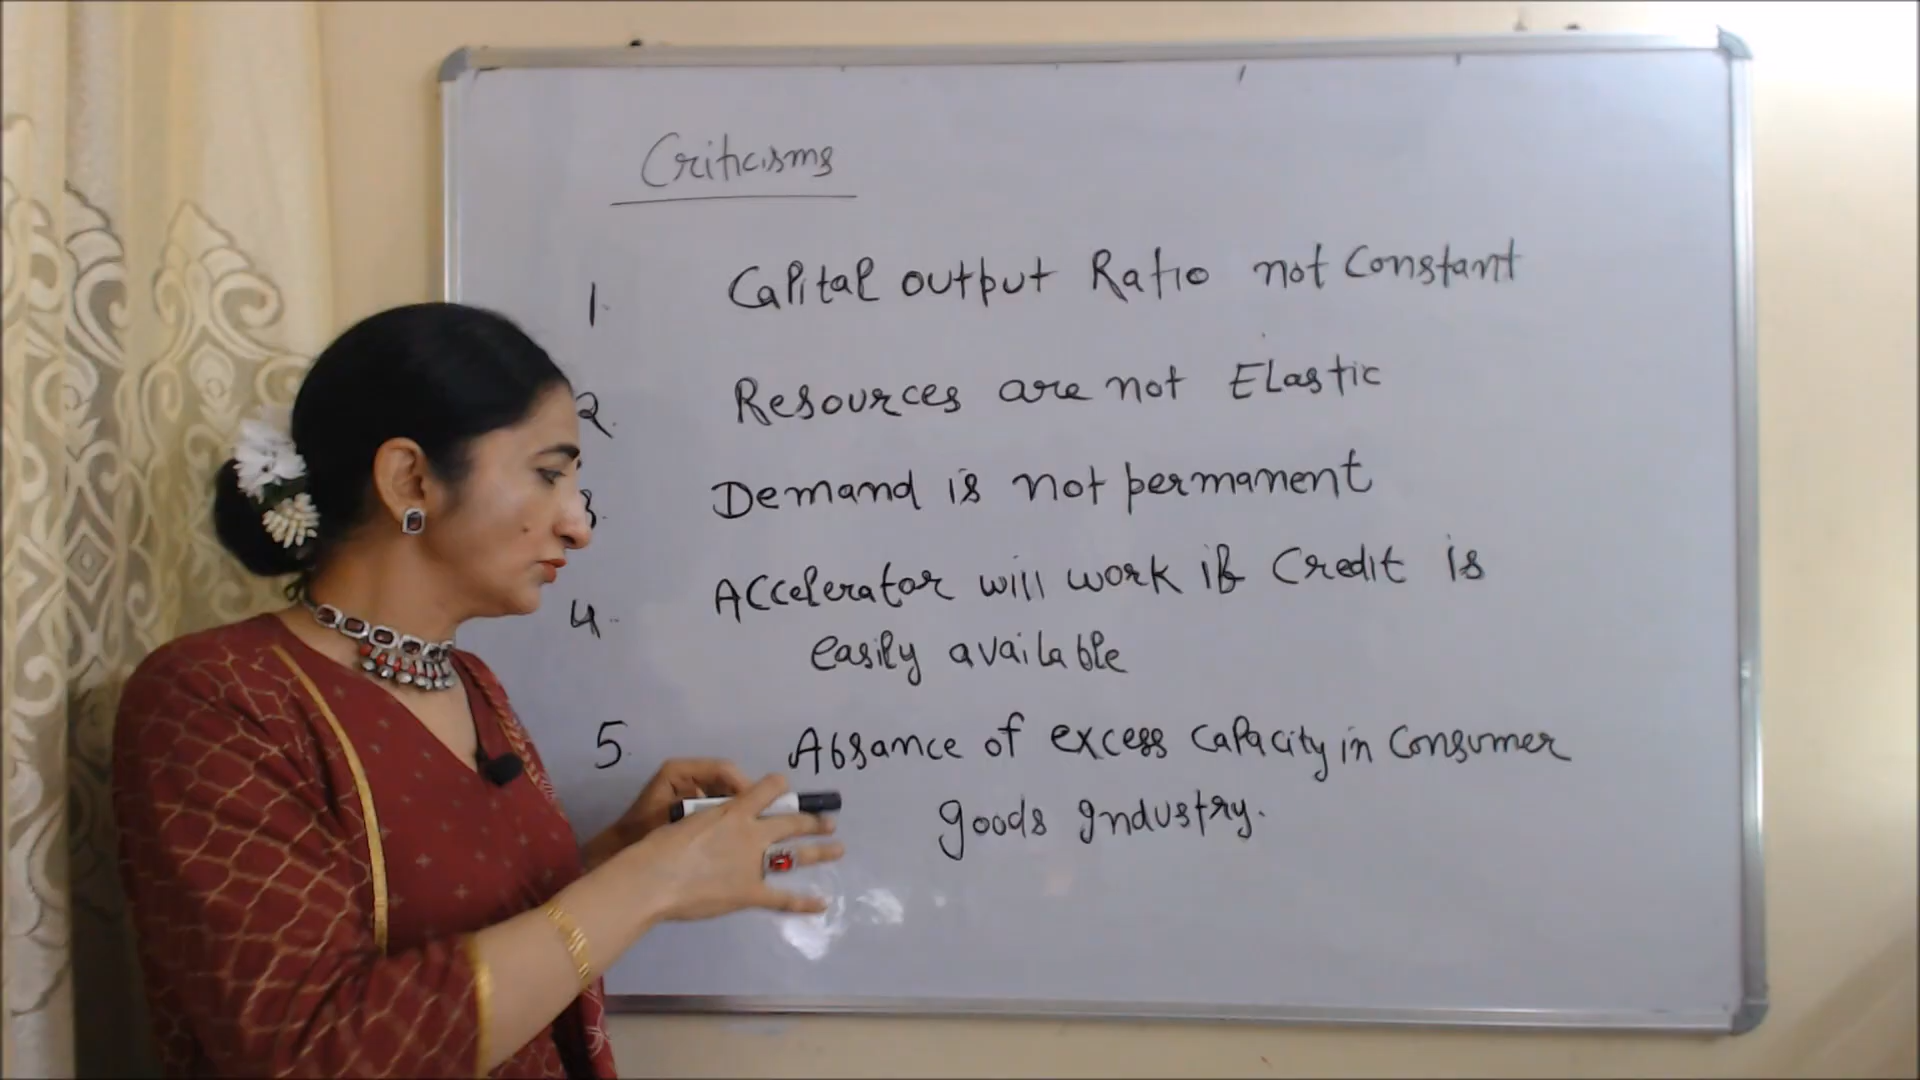 Criticisms
1. Capital output Ratio not Constant
2. Resources are not Elastic
3. Demand is not permanent
4. Accelerator will work if Credit is
easily available
5. Absance of excess Capacity in Consumer
goods Industry.